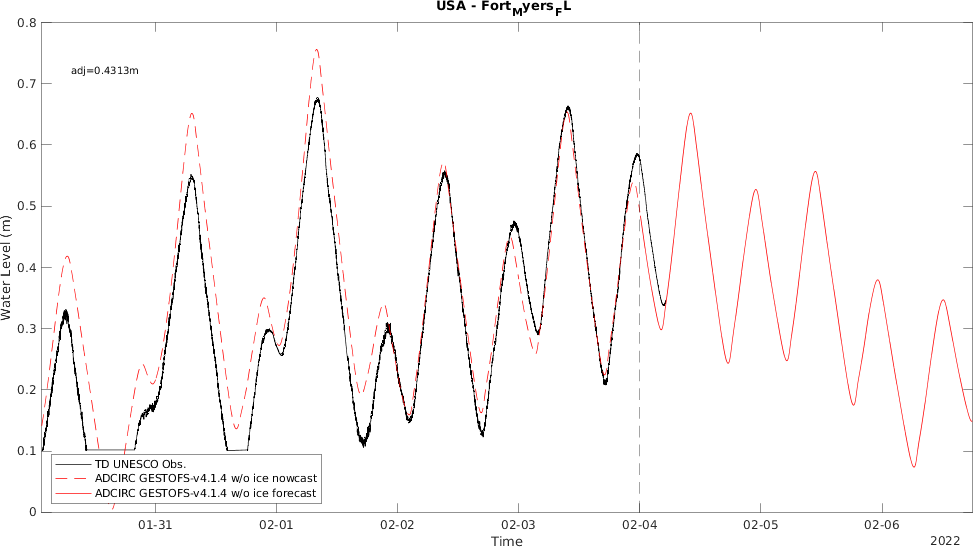 USA - FortMyersFL
0.8
0.7
0.6
0.5
0.4
0.3
0.2
0.1
0
Water Level (m)
adj=0.4313m
TD UNESCO Obs.
ADCIRC GESTOFS-v4.1.4 w/o ice nowcast
ADCIRC GESTOFS-v4.1.4 w/o ice forecast
01-31 02-01 02-02 02-03 02-04 02-05 02-06
Time
2022